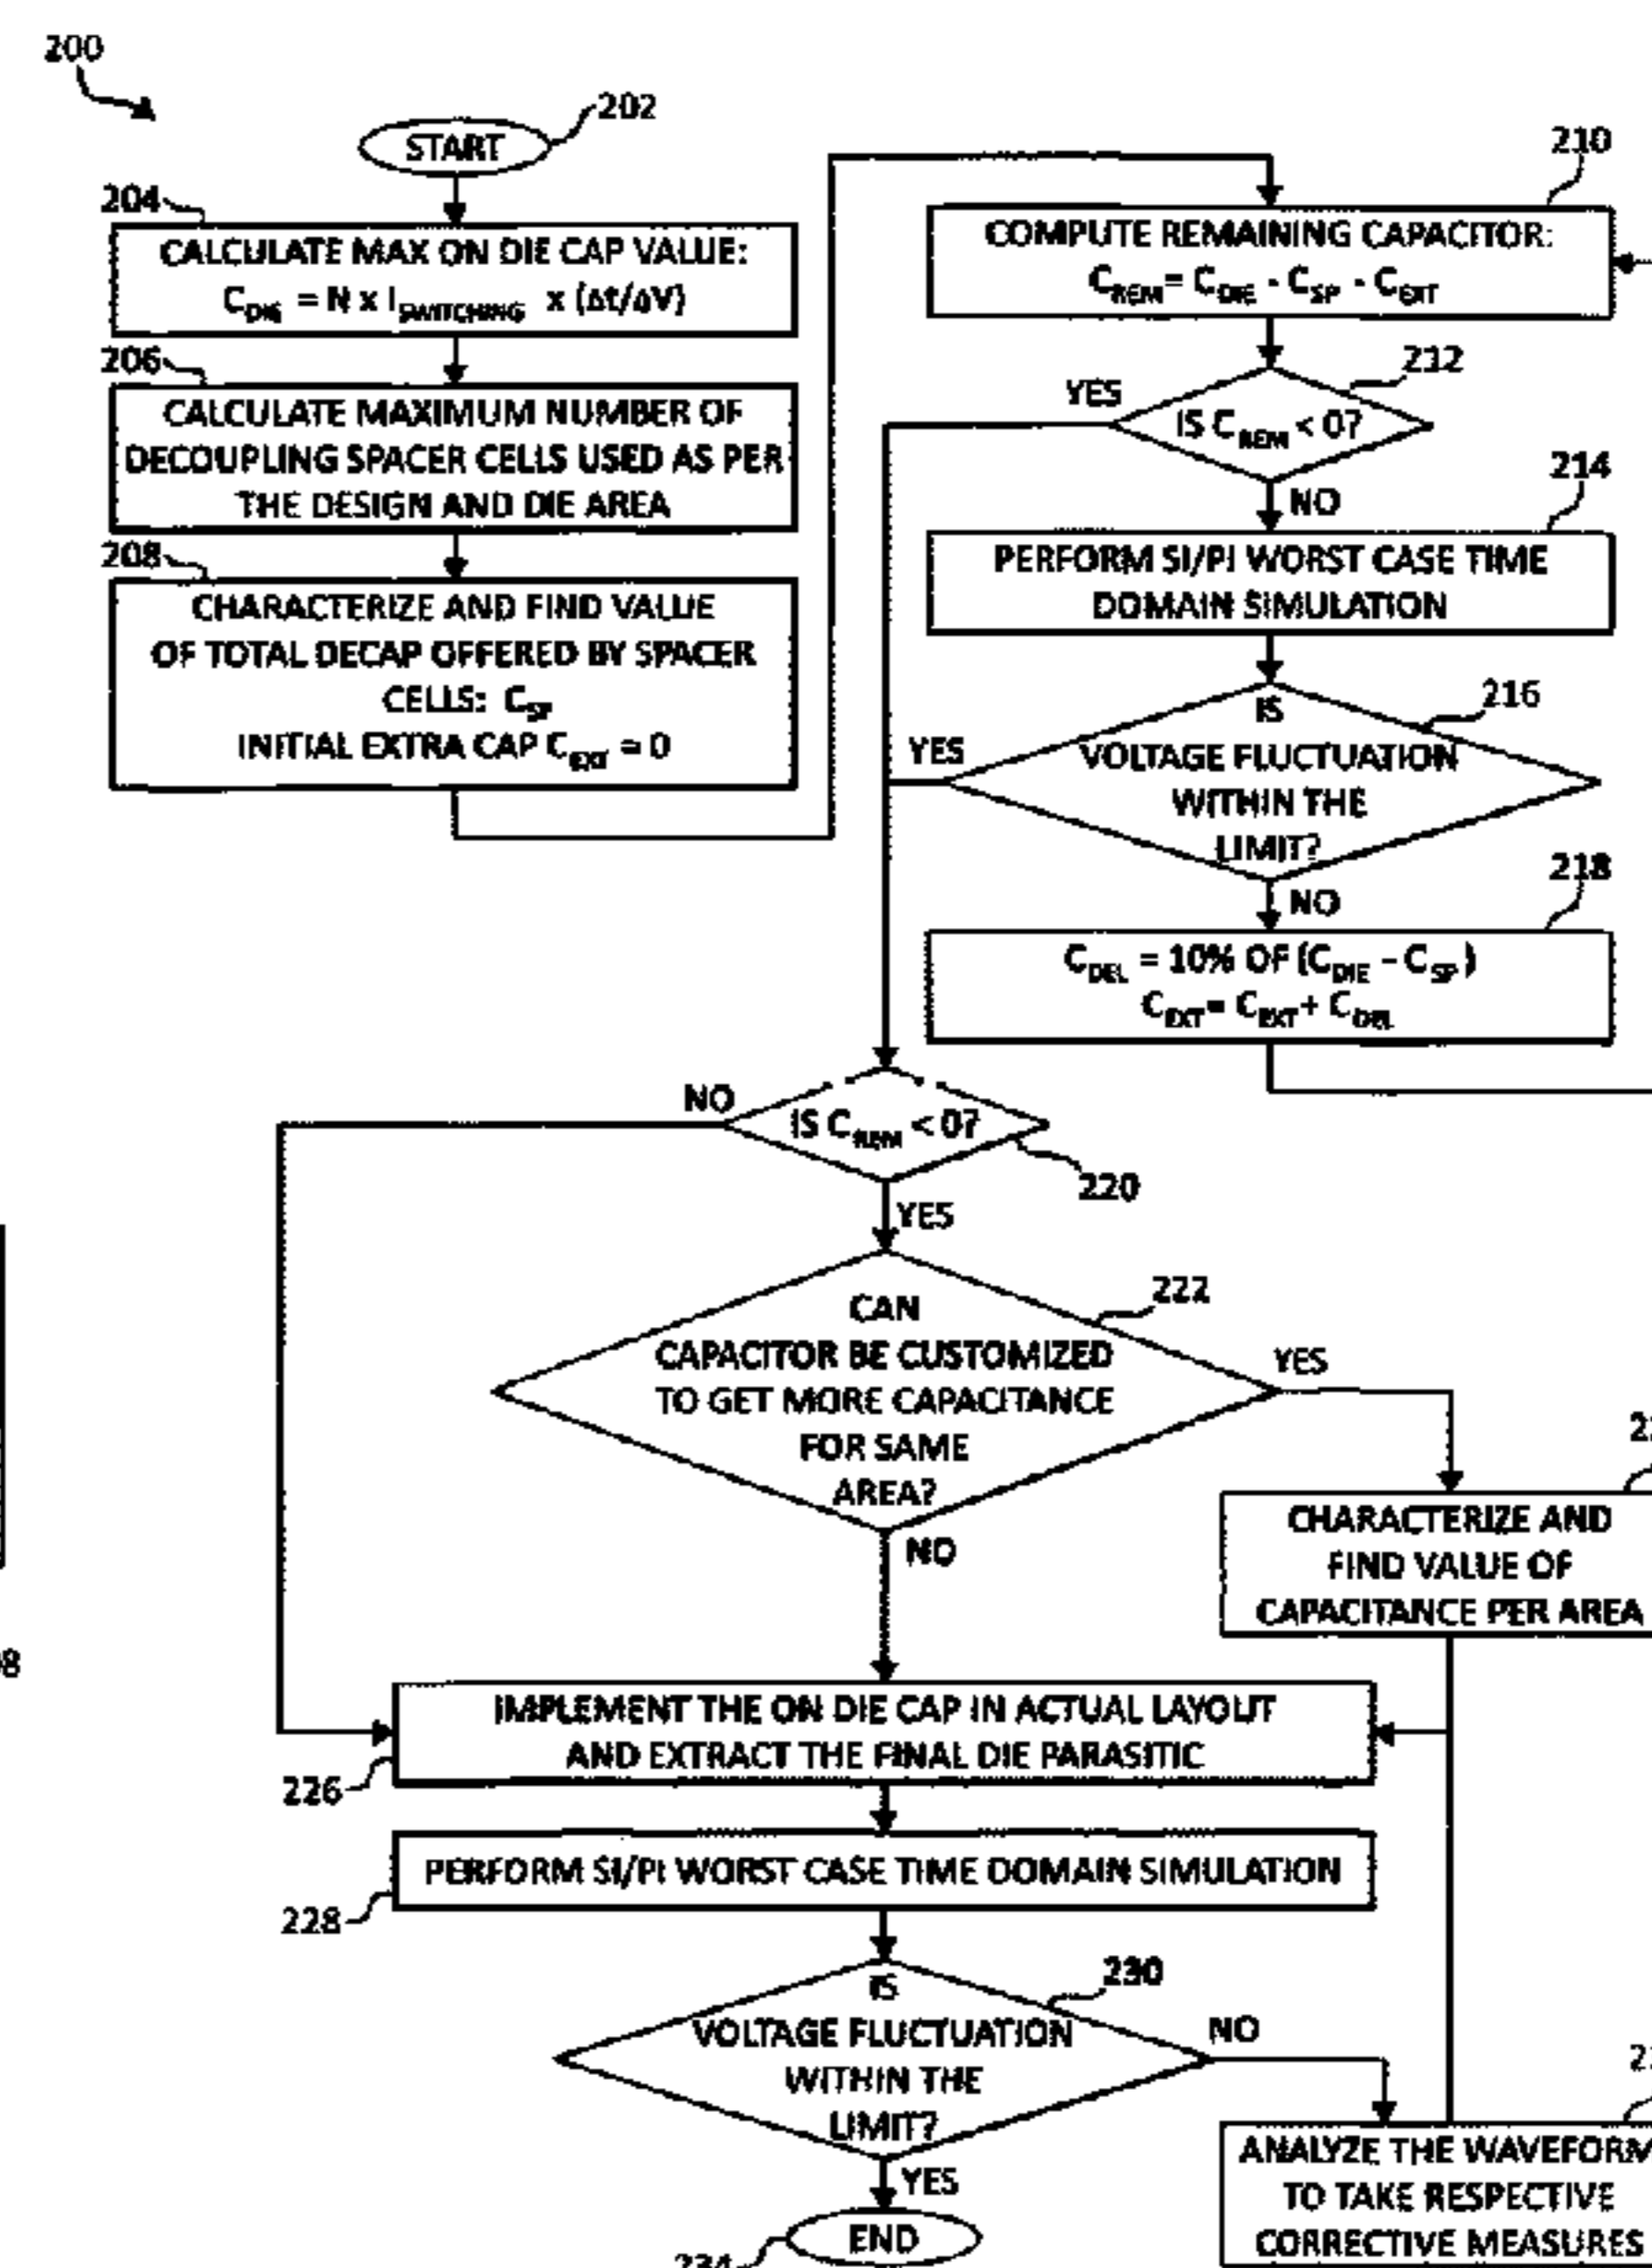 200
202
START
204
CALCULATE MAX ON DIE CAP VALUE:
C_DIE = N x I_SWITCHING x (Δt/ΔV)
206
CALCULATE MAXIMUM NUMBER OF
DECOUPLING SPACER CELLS USED AS PER
THE DESIGN AND DIE AREA
208
CHARACTERIZE AND FIND VALUE
OF TOTAL DECAP OFFERED BY SPACER
CELLS: C_SP
INITIAL EXTRA CAP C_EXT = 0
210
COMPUTE REMAINING CAPACITOR:
C_REM = C_DIE - C_SP - C_EXT
212
YES
IS C_REM < 0?
NO
214
PERFORM SI/PI WORST CASE TIME
DOMAIN SIMULATION
216
YES
IS
VOLTAGE FLUCTUATION
WITHIN THE
LIMIT?
NO
218
C_DEL = 10% OF (C_DIE - C_SP)
C_EXT = C_EXT + C_DEL
NO
IS C_REM < 0?
220
YES
222
CAN
CAPACITOR BE CUSTOMIZED
TO GET MORE CAPACITANCE
FOR SAME
AREA?
YES
NO
CHARACTERIZE AND
FIND VALUE OF
CAPACITANCE PER AREA
IMPLEMENT THE ON DIE CAP IN ACTUAL LAYOUT
AND EXTRACT THE FINAL DIE PARASITIC
226
PERFORM SI/PI WORST CASE TIME DOMAIN SIMULATION
228
230
IS
VOLTAGE FLUCTUATION
WITHIN THE
LIMIT?
NO
YES
ANALYZE THE WAVEFORM
TO TAKE RESPECTIVE
CORRECTIVE MEASURES
END
234